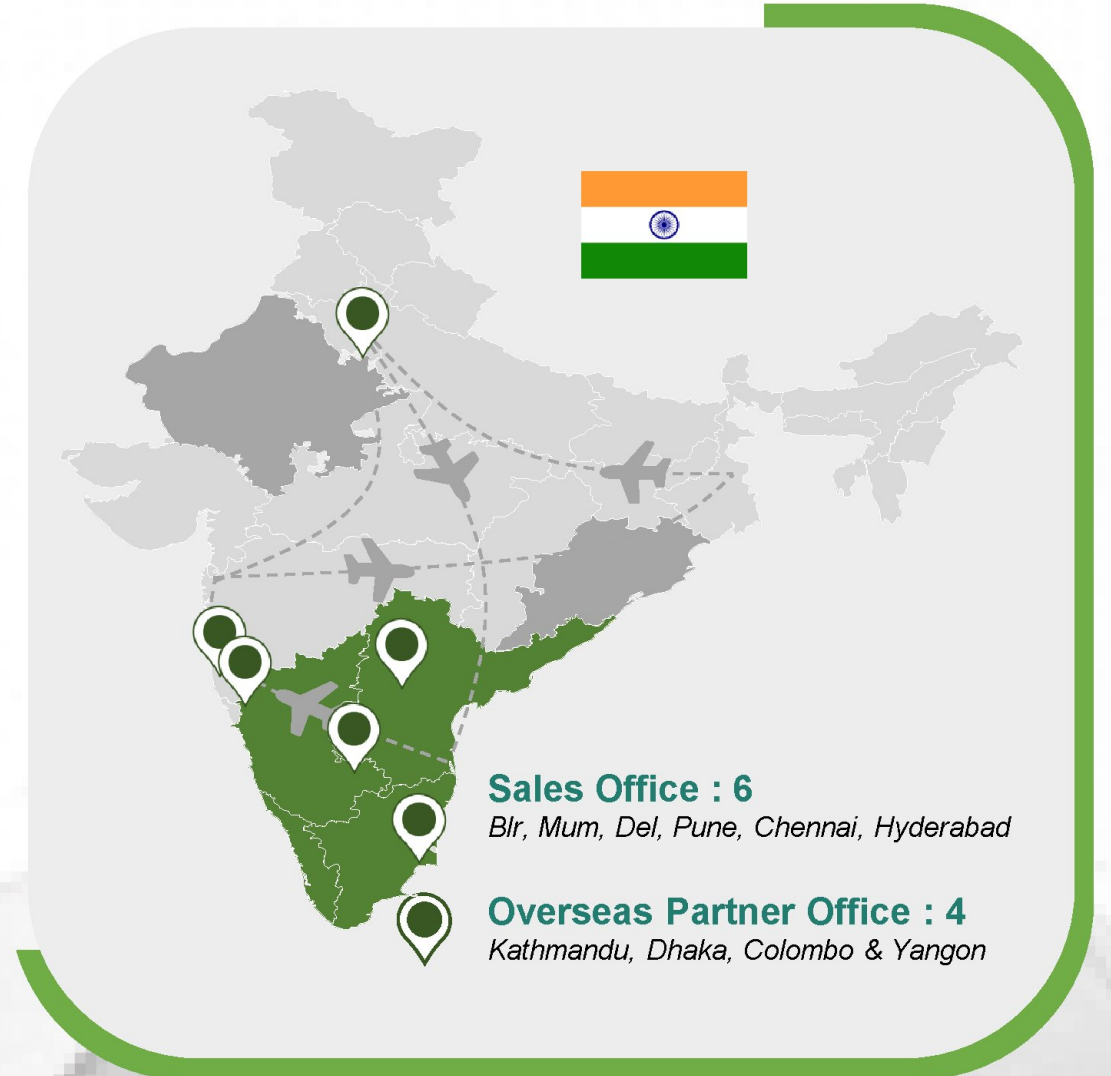 Sales Office : 6
Blr, Mum, Del, Pune, Chennai, Hyderabad
Overseas Partner Office : 4
Kathmandu, Dhaka, Colombo & Yangon